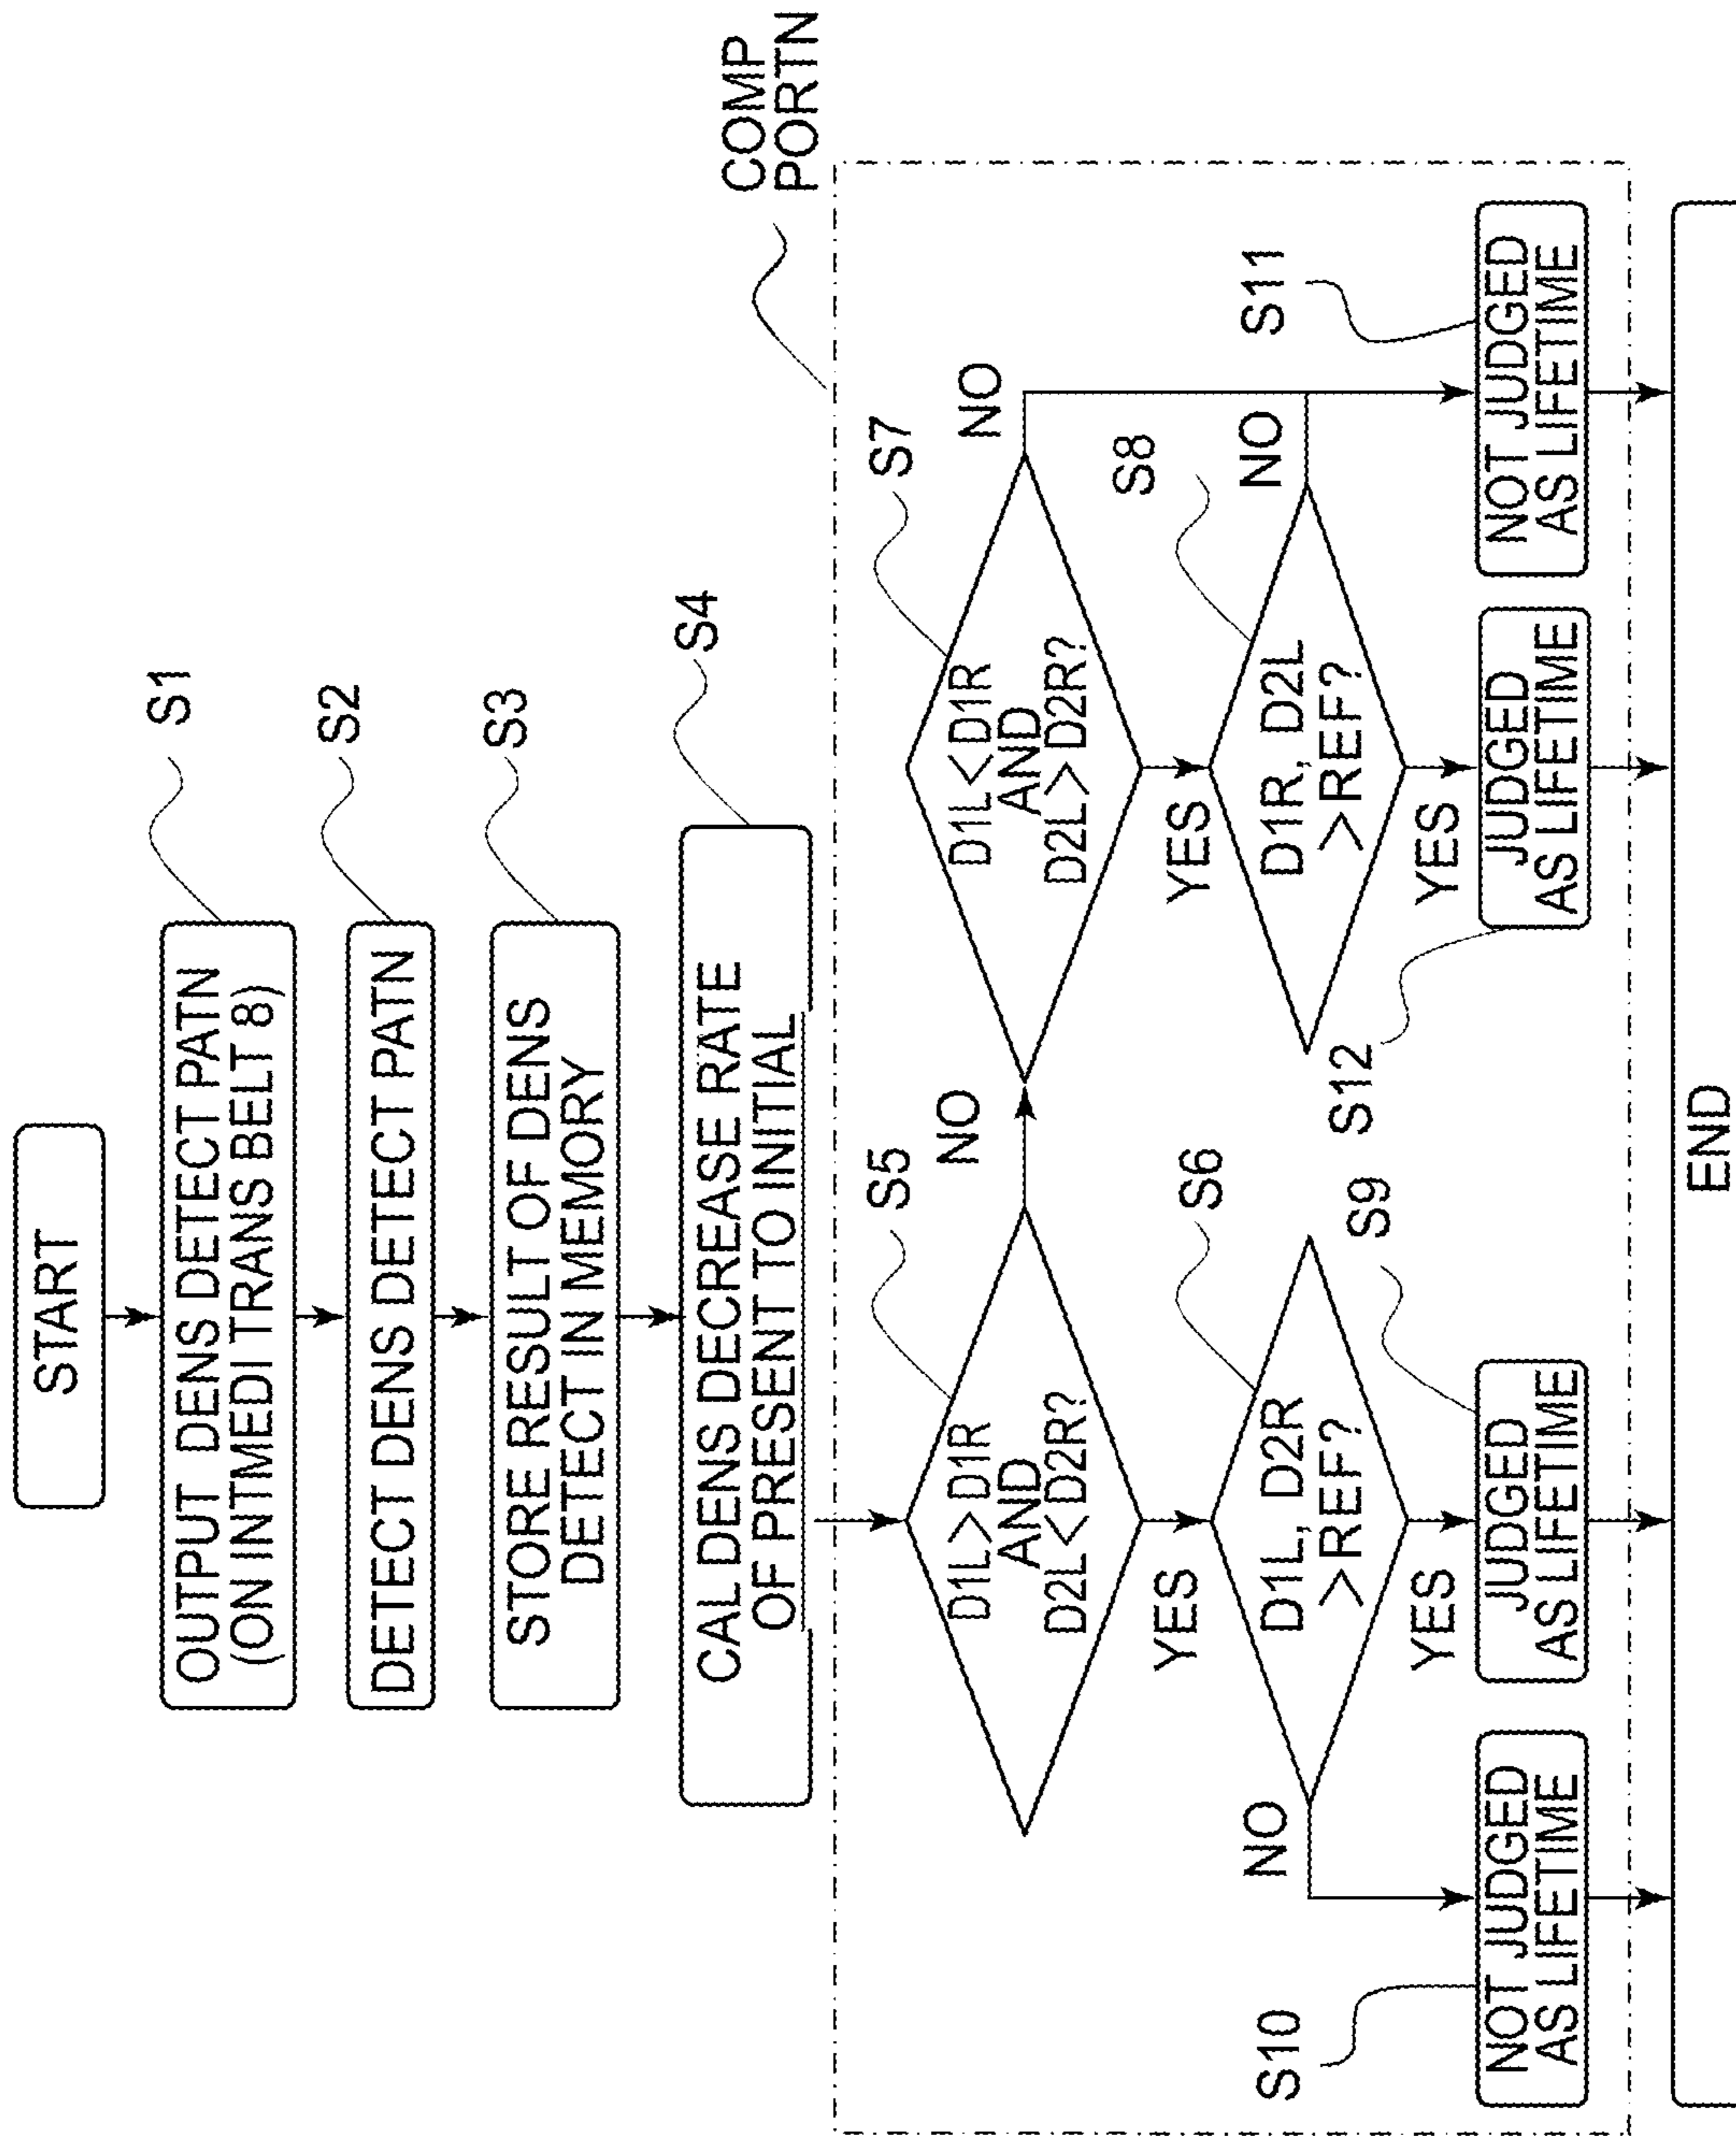 START
OUTPUT DENS DETECT PATN
(ON INTMEDI TRANS BELT 8)
S1
DETECT DENS DETECT PATN
S2
STORE RESULT OF DENS
DETECT IN MEMORY
S3
CAL DENS DECREASE RATE
OF PRESENT TO INITIAL
S4
COMP
PORTN
D1L>D1R
AND
D2L<D2R?
S5
NO
D1L<D1R
AND
D2L>D2R?
S7
NO
YES
YES
D1L, D2R
>REF?
S6
NO
D1R, D2L
>REF?
S8
NO
YES
YES
S10
NOT JUDGED
AS LIFETIME
JUDGED
AS LIFETIME
S9
S12
JUDGED
AS LIFETIME
NOT JUDGED
AS LIFETIME
S11
END